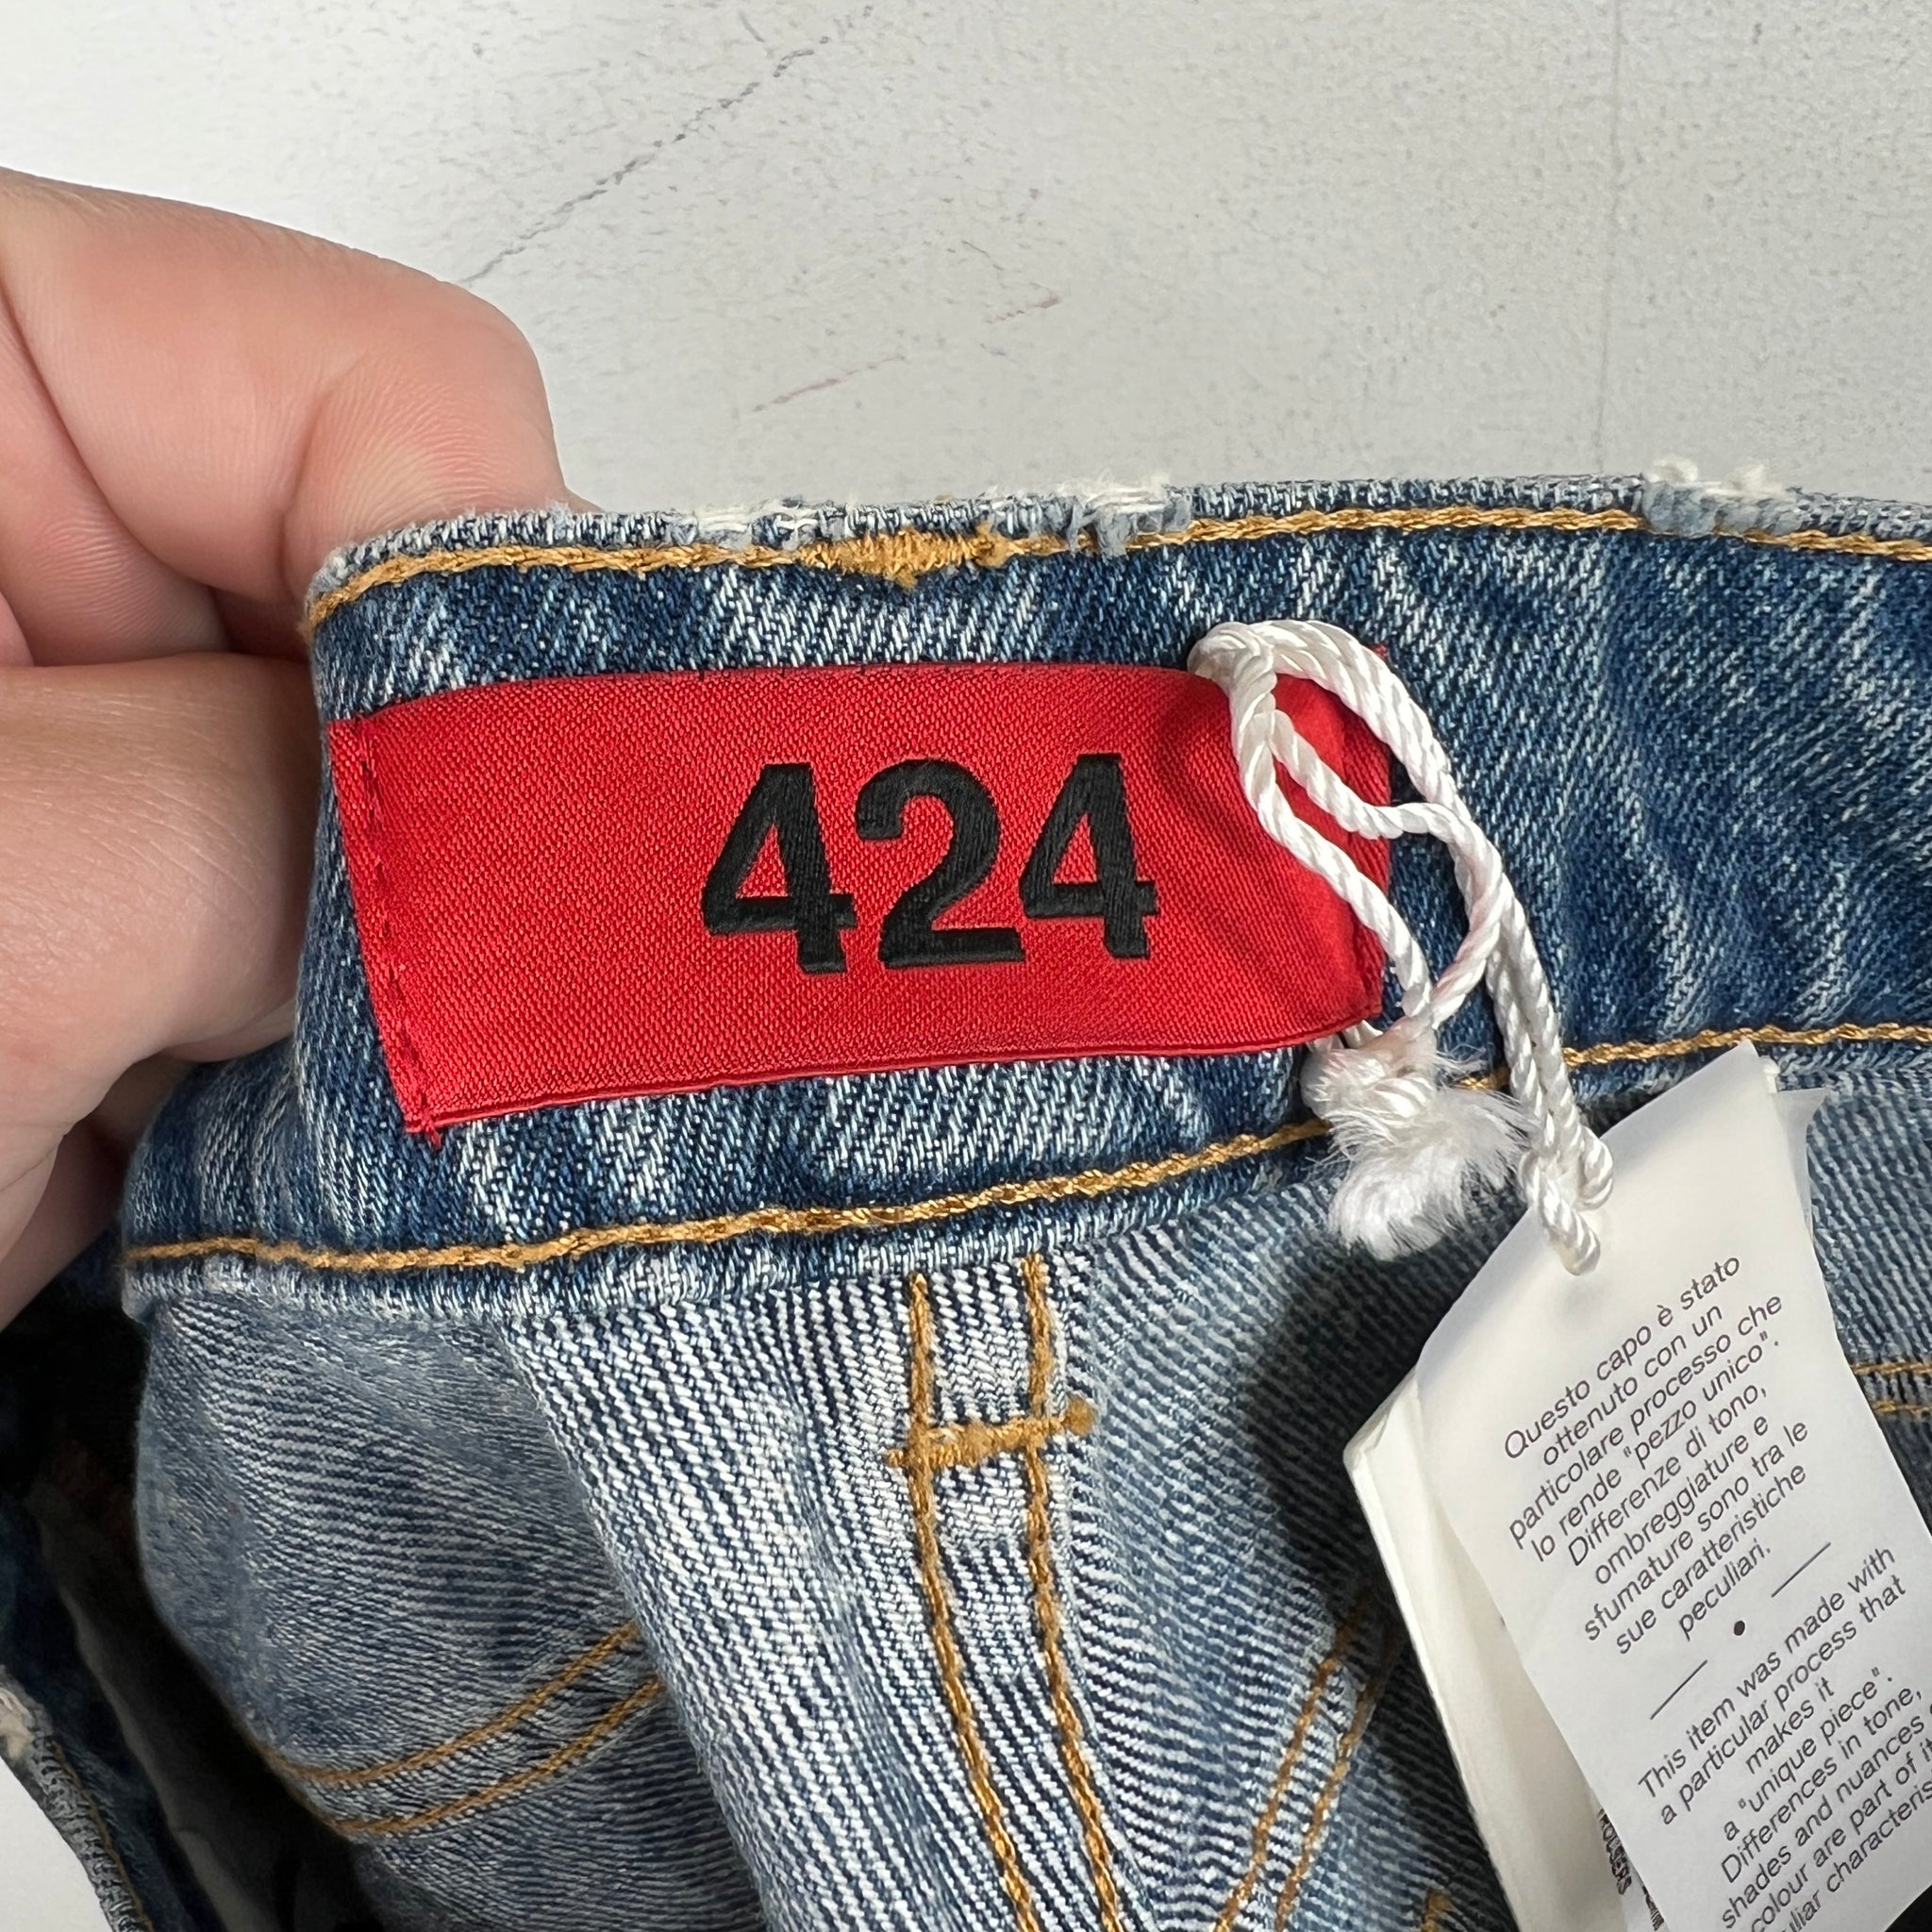 424
Questo capo è stato
ottenuto con un
particolare processo che
lo rende "pezzo unico".
Differenze di tono,
ombreggiature e
sfumature sono tra le
sue caratteristiche
peculiari.
This item was made with
a particular process that
makes it
a "unique piece".
Differences in tone,
shades and nuances
colour are part of